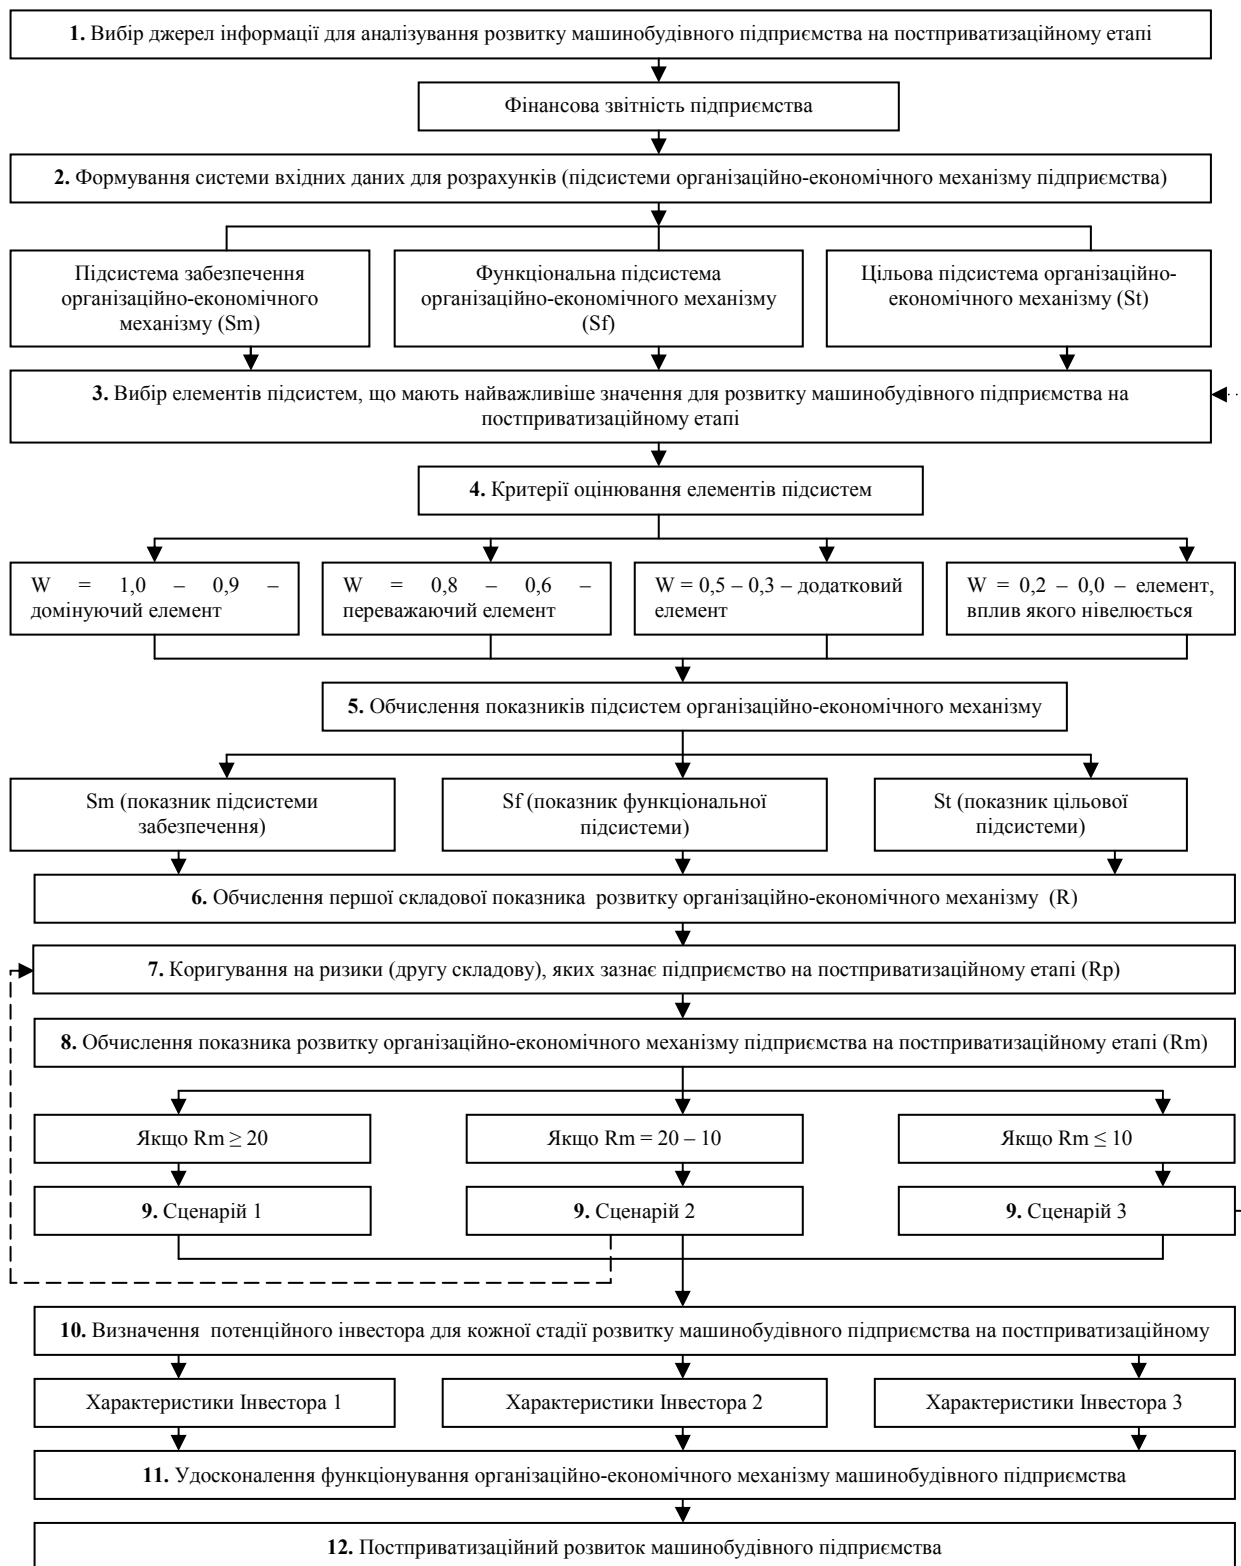 1. Вибір джерел інформації для аналізування розвитку машинобудівного підприємства на постприватизаційному етапі
Фінансова звітність підприємства
2. Формування системи вхідних даних для розрахунків (підсистеми організаційно-економічного механізму підприємства)
Підсистема забезпечення
організаційно-економічного
механізму (Sm)
Функціональна підсистема
організаційно-економічного механізму
(Sf)
Цільова підсистема організаційно-
економічного механізму (St)
3. Вибір елементів підсистем, що мають найважливіше значення для розвитку машинобудівного підприємства на
постприватизаційному етапі
4. Критерії оцінювання елементів підсистем
W = 1,0 – 0,9 –
домінуючий елемент
W = 0,8 – 0,6 –
переважаючий елемент
W = 0,5 – 0,3 – додатковий
елемент
W = 0,2 – 0,0 – елемент,
вплив якого нівелюється
5. Обчислення показників підсистем організаційно-економічного механізму
Sm (показник підсистеми
забезпечення)
Sf (показник функціональної
підсистеми)
St (показник цільової
підсистеми)
6. Обчислення першої складової показника розвитку організаційно-економічного механізму (R)
7. Коригування на ризики (другу складову), яких зазнає підприємство на постприватизаційному етапі (Rp)
8. Обчислення показника розвитку організаційно-економічного механізму підприємства на постприватизаційному етапі (Rm)
Якщо Rm ≥ 20
Якщо Rm = 20 – 10
Якщо Rm ≤ 10
9. Сценарій 1
9. Сценарій 2
9. Сценарій 3
10. Визначення потенційного інвестора для кожної стадії розвитку машинобудівного підприємства на постприватизаційному
Характеристики Інвестора 1
Характеристики Інвестора 2
Характеристики Інвестора 3
11. Удосконалення функціонування організаційно-економічного механізму машинобудівного підприємства
12. Постприватизаційний розвиток машинобудівного підприємства